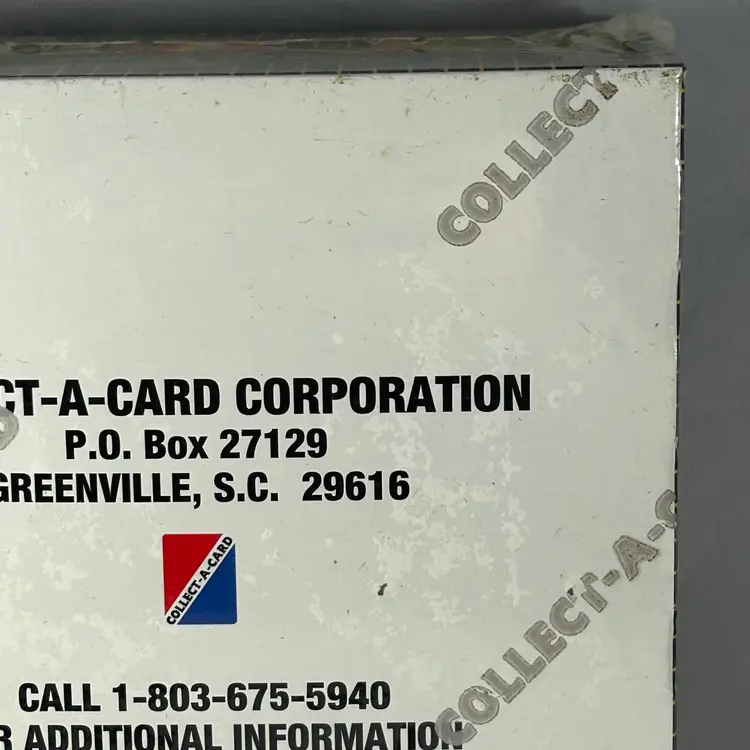 COLLECT
CT-A-CARD CORPORATION
P.O. Box 27129
GREENVILLE, S.C. 29616
COLLECT-A-CARD
COLLECT-A-C
CALL 1-803-675-5940
R ADDITIONAL INFORMATION